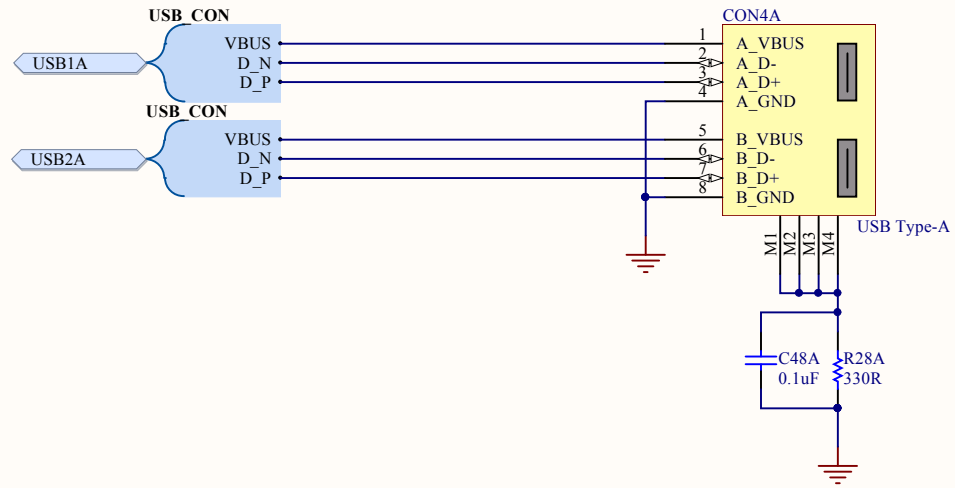 USB_CON
CON4A
USB1A
VBUS
D_N
D_P
1
2
3
4
A_VBUS
A_D-
A_D+
A_GND
USB_CON
USB2A
VBUS
D_N
D_P
5
6
7
8
B_VBUS
B_D-
B_D+
B_GND
USB Type-A
M1
M2
M3
M4
C48A
0.1uF
R28A
330R